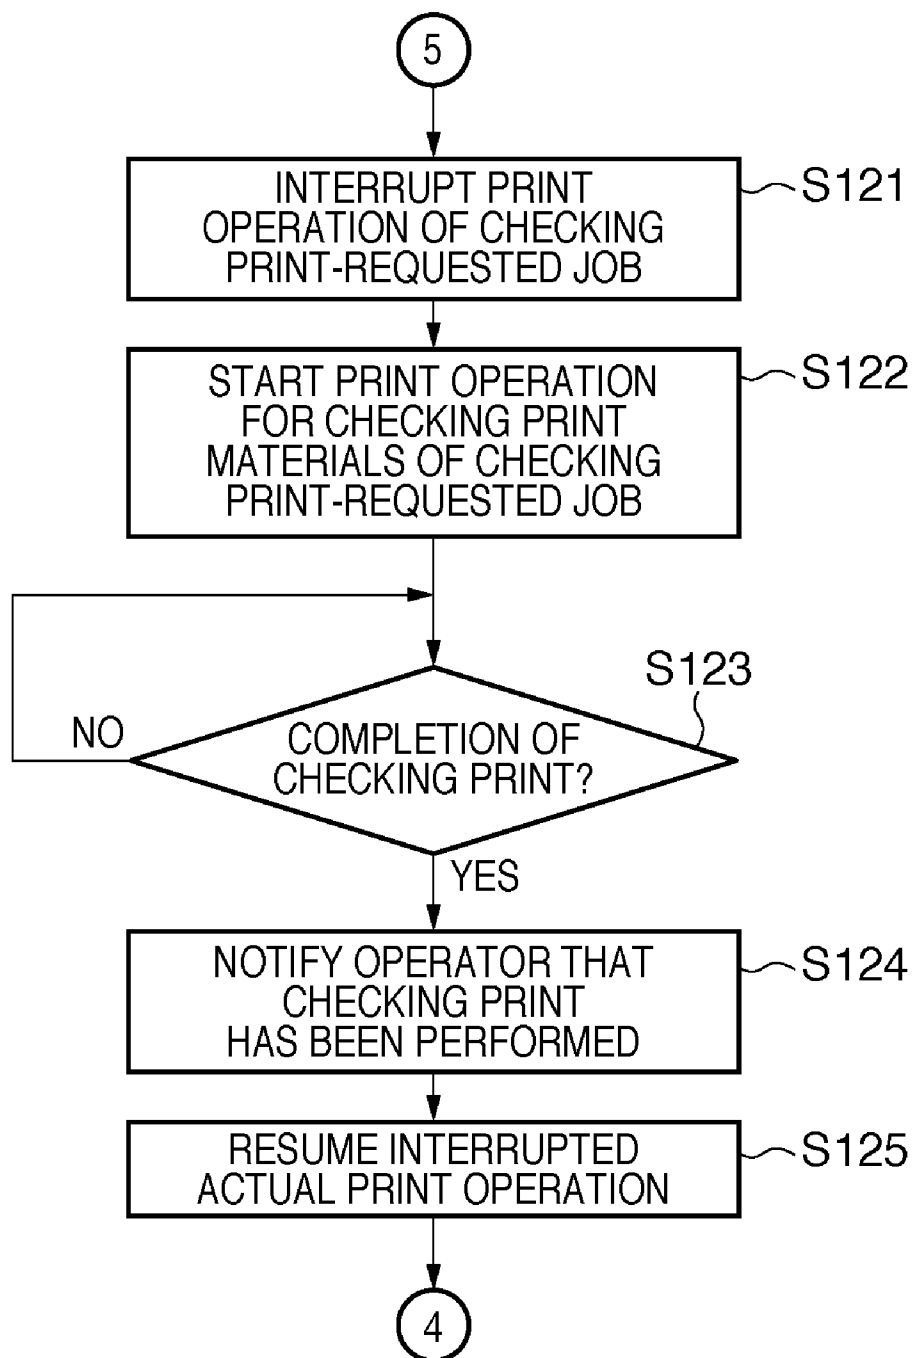 5
INTERRUPT PRINT
OPERATION OF CHECKING
PRINT-REQUESTED JOB
S121
START PRINT OPERATION
FOR CHECKING PRINT
MATERIALS OF CHECKING
PRINT-REQUESTED JOB
S122
S123
NO
COMPLETION OF
CHECKING PRINT?
YES
NOTIFY OPERATOR THAT
CHECKING PRINT
HAS BEEN PERFORMED
S124
RESUME INTERRUPTED
ACTUAL PRINT OPERATION
S125
4